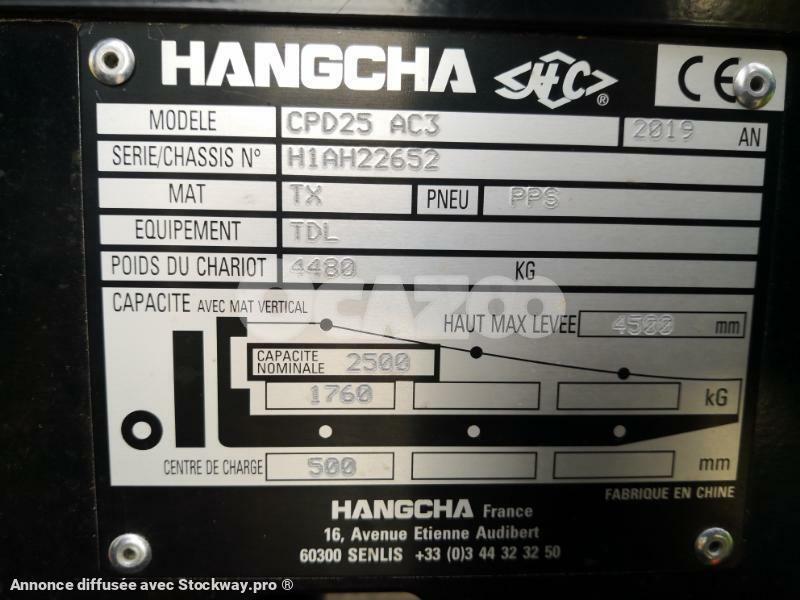 HANGCHA HC ® CE
MODELE CPD25 AC3 2019 AN
SERIE/CHASSIS N° H1AH22652
MAT TX PNEU PPS
EQUIPEMENT TDL
POIDS DU CHARIOT 4480 KG
OCAZOO
CAPACITE AVEC MAT VERTICAL
HAUT MAX LEVEE 4500 mm
CAPACITE NOMINALE 2500
1760 kG
CENTRE DE CHARGE 500 mm
FABRIQUE EN CHINE
HANGCHA France
16, Avenue Etienne Audibert
60300 SENLIS +33 (0)3 44 32 32 50
Annonce diffusée avec Stockway.pro ®